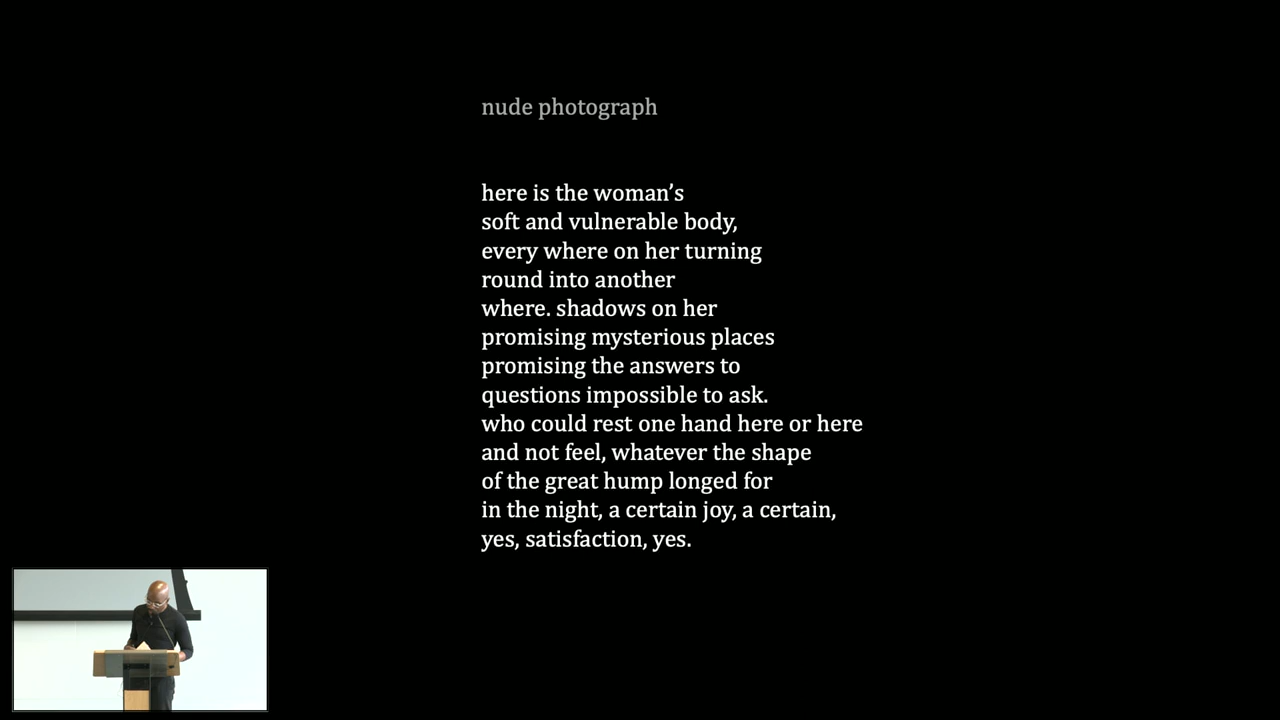 nude photograph
here is the woman’s
soft and vulnerable body,
every where on her turning
round into another
where. shadows on her
promising mysterious places
promising the answers to
questions impossible to ask.
who could rest one hand here or here
and not feel, whatever the shape
of the great hump longed for
in the night, a certain joy, a certain,
yes, satisfaction, yes.